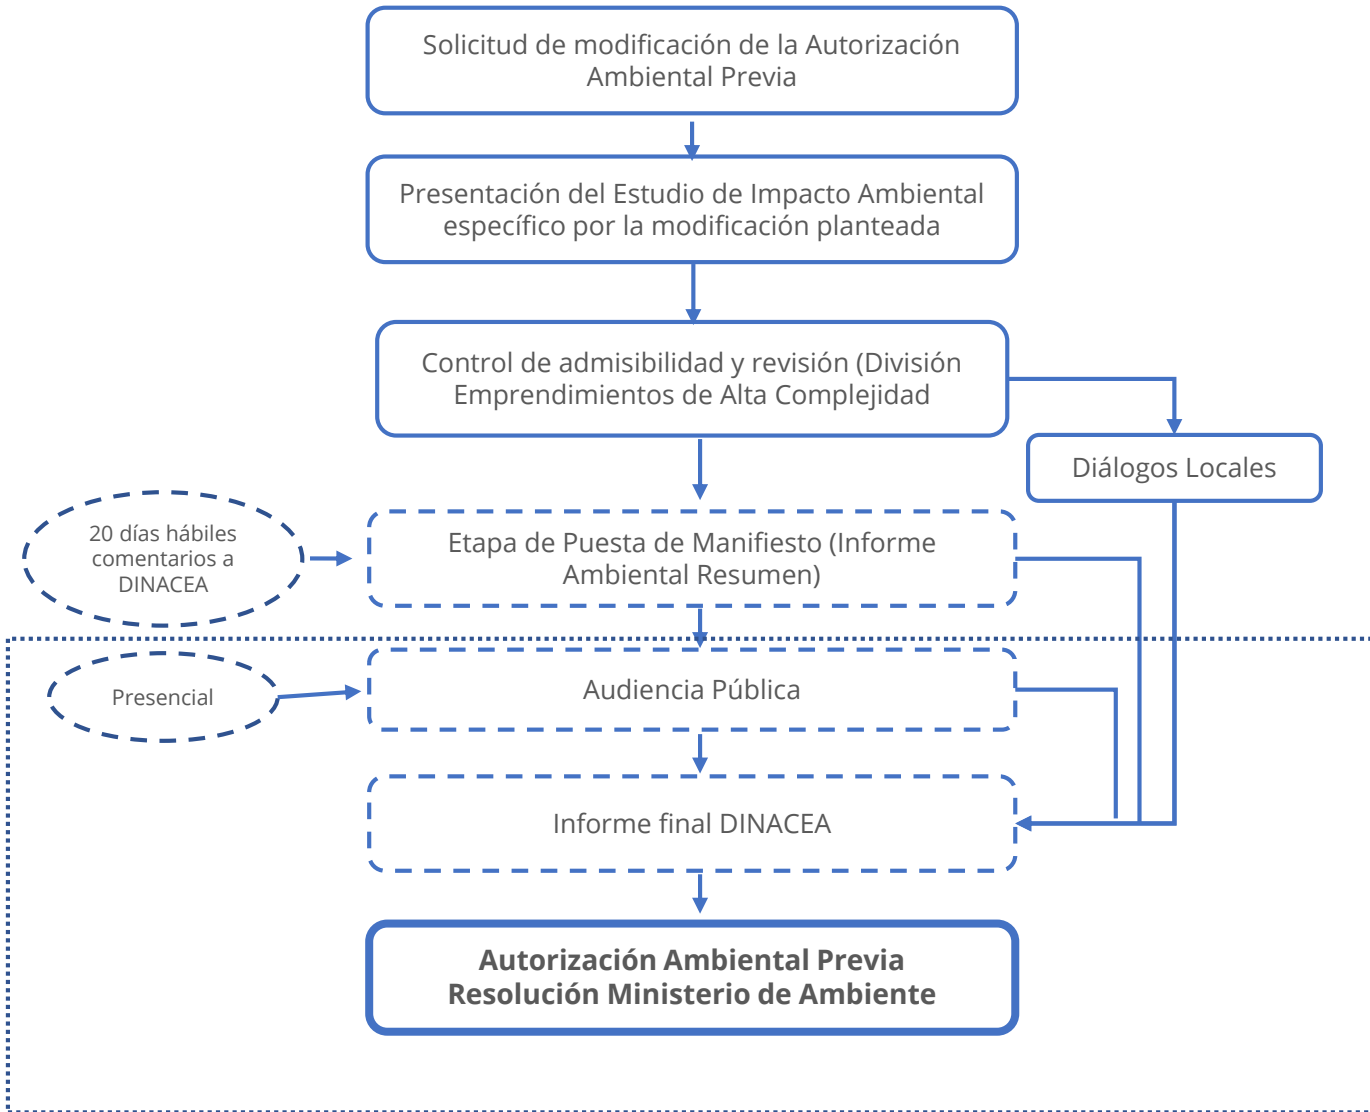 Solicitud de modificación de la Autorización
Ambiental Previa
Presentación del Estudio de Impacto Ambiental
específico por la modificación planteada
Control de admisibilidad y revisión (División
Emprendimientos de Alta Complejidad
Diálogos Locales
20 días hábiles
comentarios a
DINACEA
Etapa de Puesta de Manifiesto (Informe
Ambiental Resumen)
Presencial
Audiencia Pública
Informe final DINACEA
Autorización Ambiental Previa
Resolución Ministerio de Ambiente